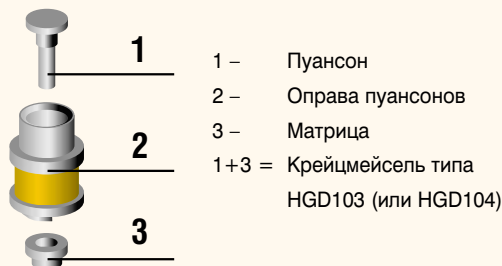 1
2
3
1 – Пуансон
2 – Оправа пуансонов
3 – Матрица
1+3 = Крейцмейсель типа
HGD103 (или HGD104)